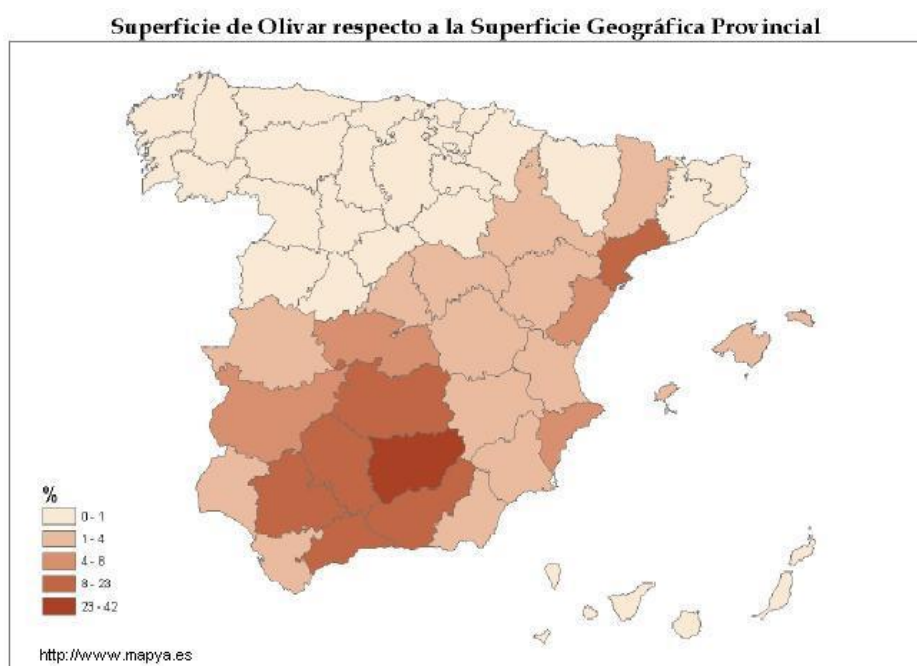 Superficie de Olivar respecto a la Superficie Geográfica Provincial
%
0 - 1
1 - 4
4 - 8
8 - 23
23 - 42
http://www.mapya.es